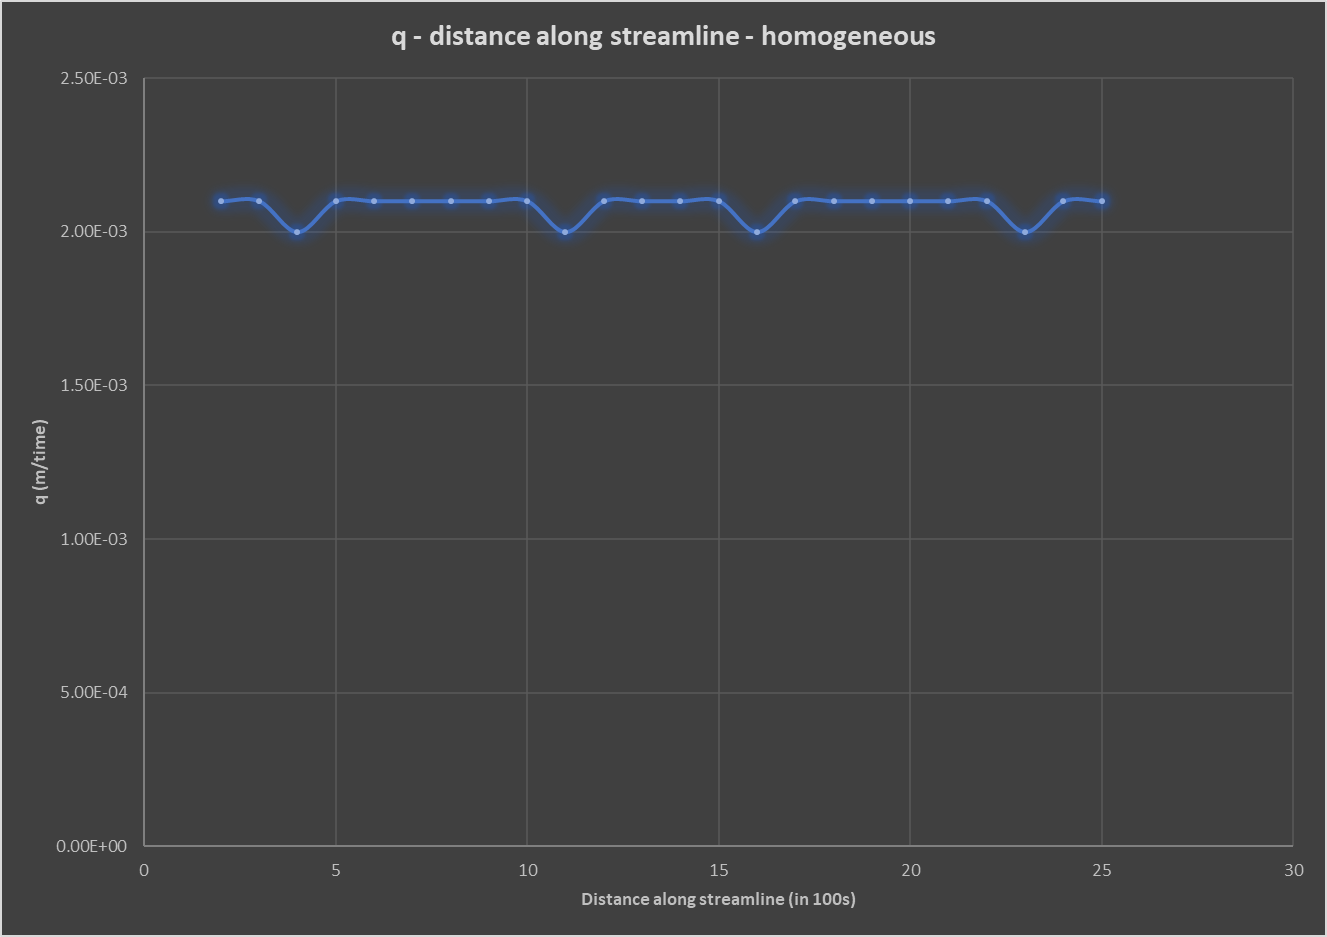 q - distance along streamline - homogeneous
2.50E-03
2.00E-03
1.50E-03
1.00E-03
5.00E-04
0.00E+00
q (m/time)
0 5 10 15 20 25 30
Distance along streamline (in 100s)